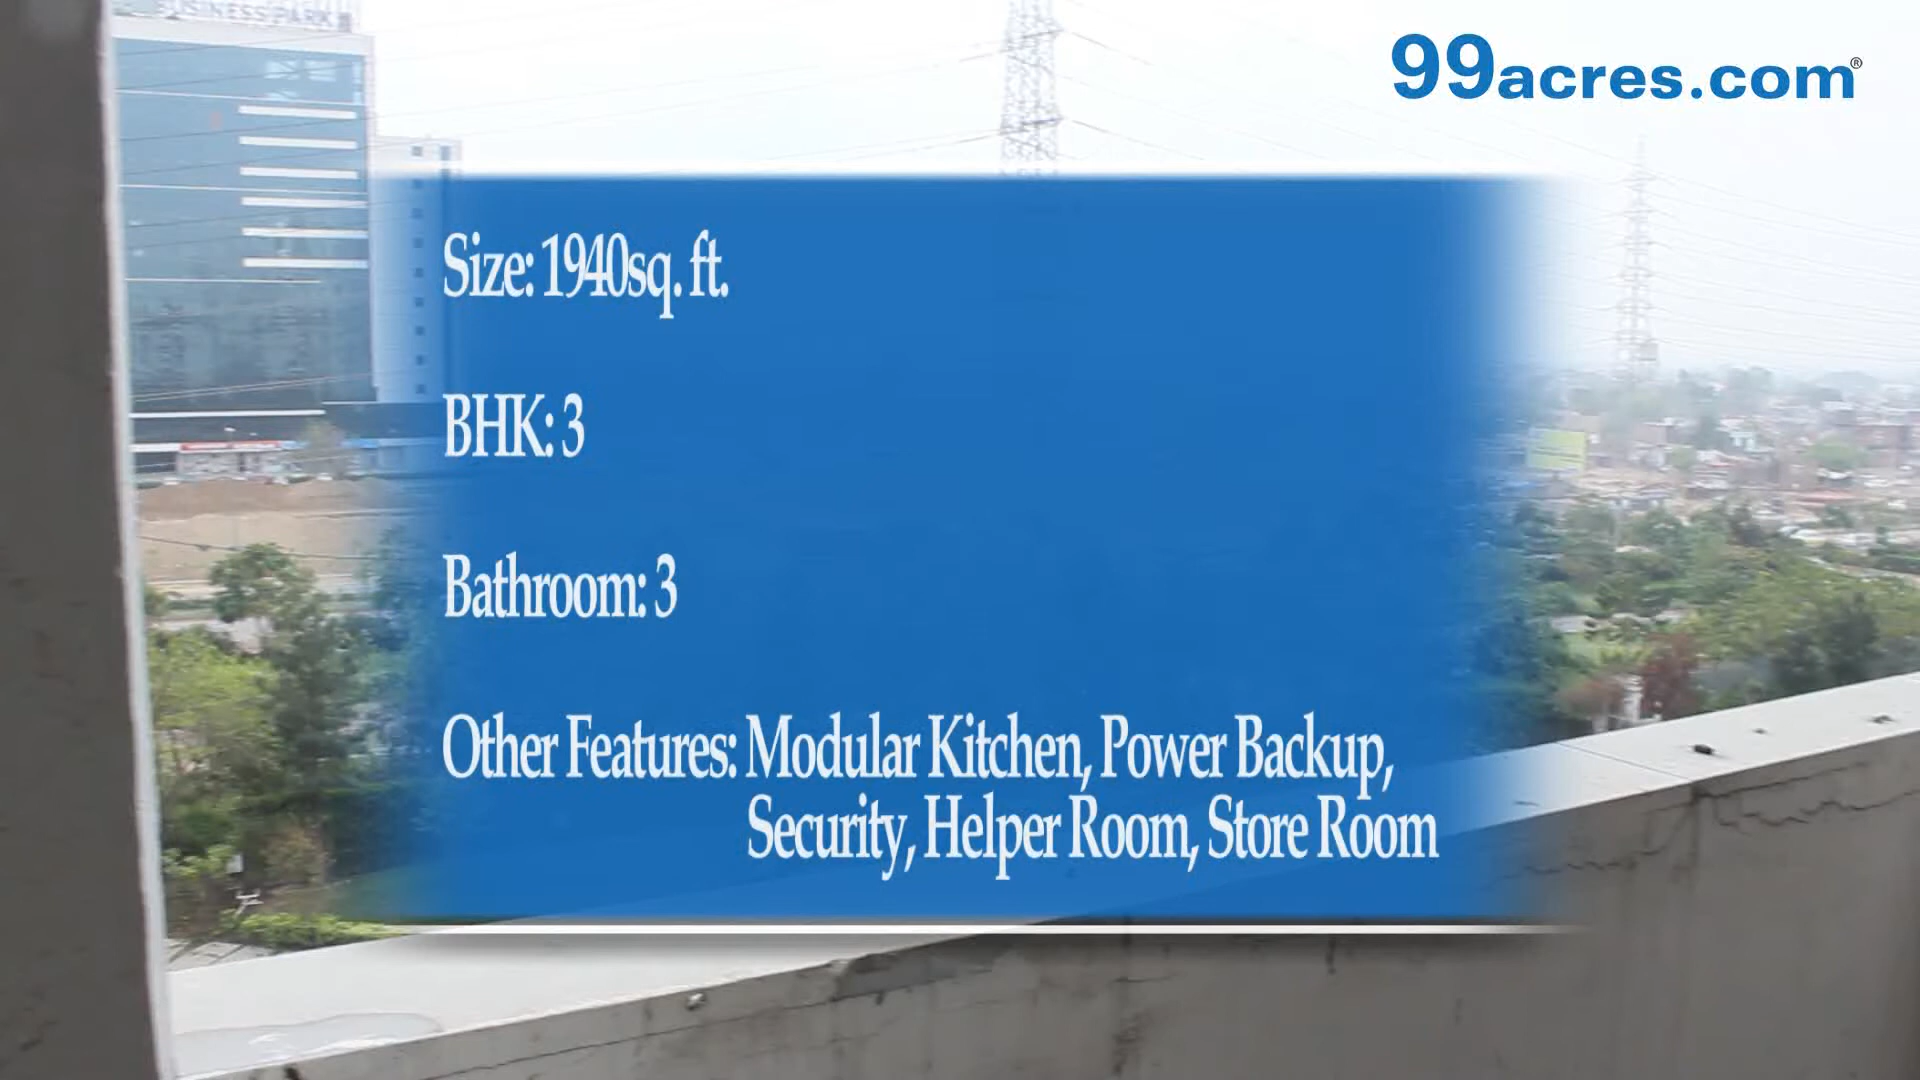 BUSINESS PARK
99acres.com®
Size: 1940sq. ft.
BHK: 3
Bathroom: 3
Other Features: Modular Kitchen, Power Backup,
Security, Helper Room, Store Room